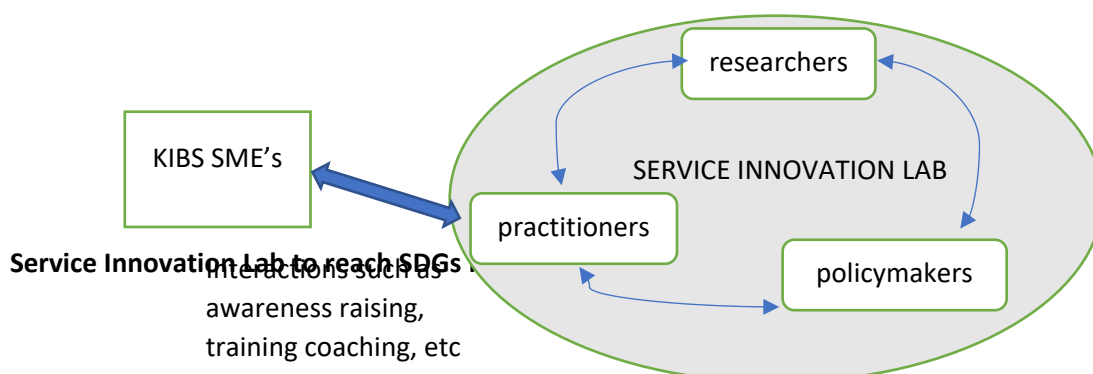 researchers
KIBS SME’s
SERVICE INNOVATION LAB
practitioners
Service Innovation Lab to reach SDGs
Interactions such as
awareness raising,
training coaching, etc
policymakers